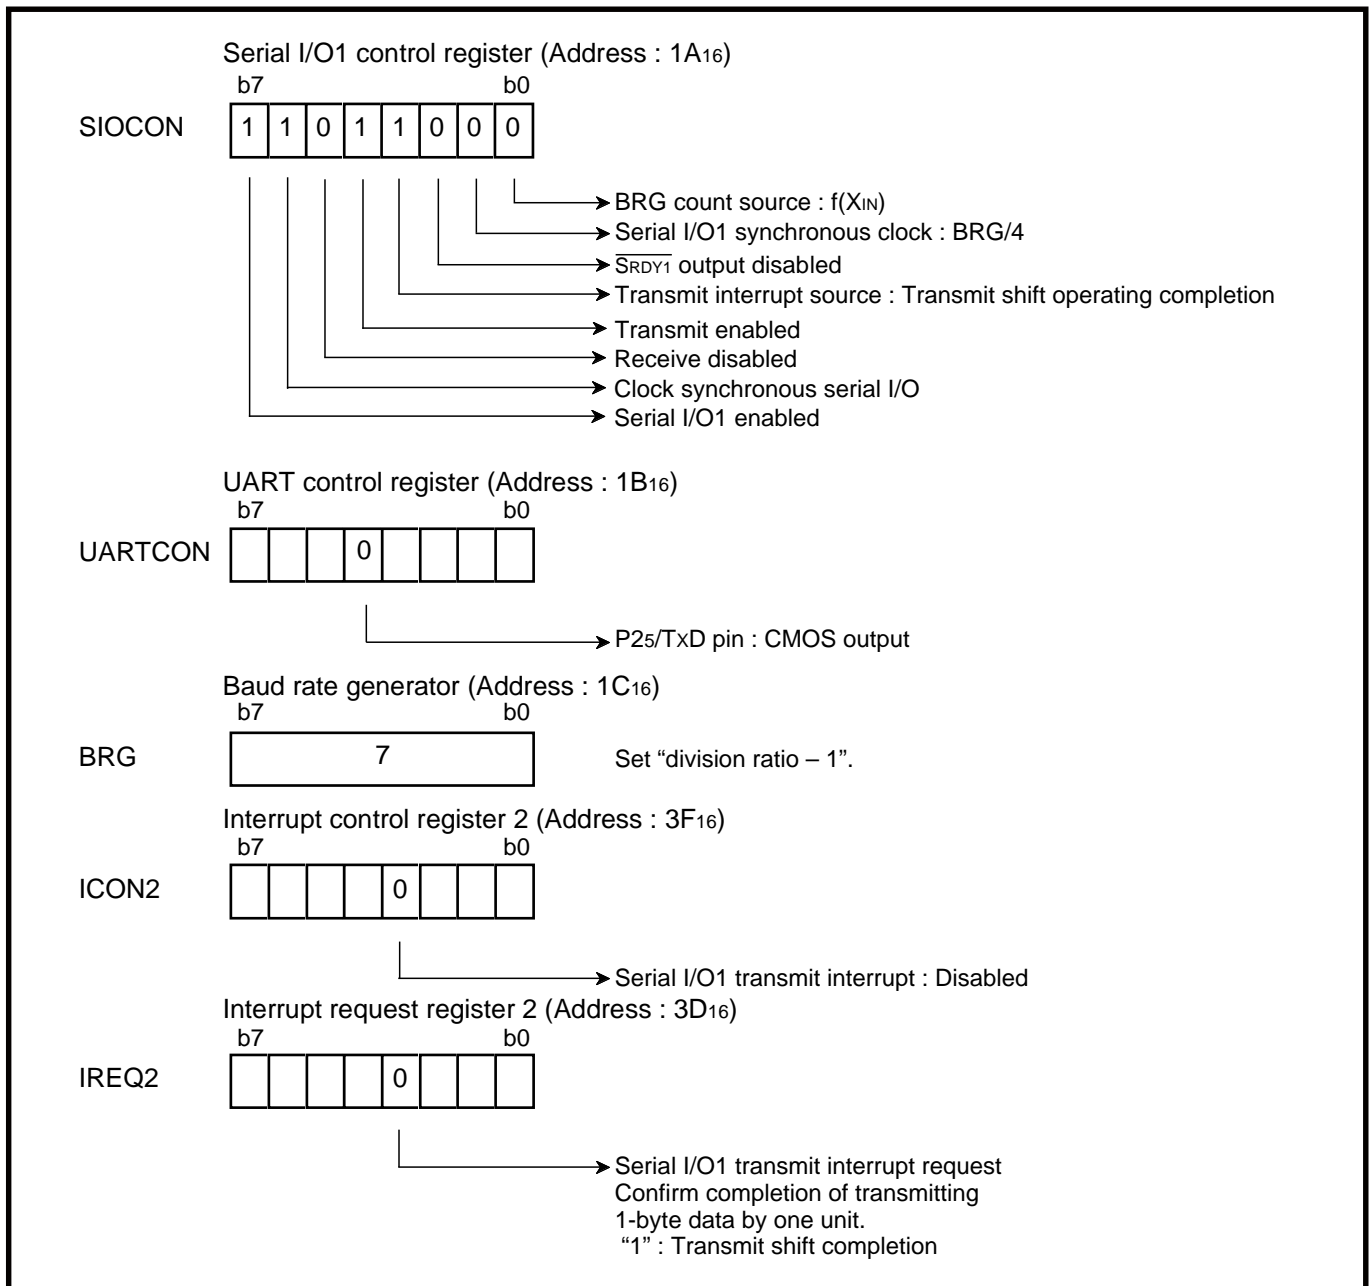 Serial I/O1 control register (Address : 1A16)
b7 b0
SIOCON 1 1 0 1 1 0 0 0
BRG count source : f(XIN)
Serial I/O1 synchronous clock : BRG/4
SRDY1 output disabled
Transmit interrupt source : Transmit shift operating completion
Transmit enabled
Receive disabled
Clock synchronous serial I/O
Serial I/O1 enabled
UART control register (Address : 1B16)
b7 b0
UARTCON 0
P25/TXD pin : CMOS output
Baud rate generator (Address : 1C16)
b7 b0
BRG 7 Set “division ratio – 1”.
Interrupt control register 2 (Address : 3F16)
b7 b0
ICON2 0
Serial I/O1 transmit interrupt : Disabled
Interrupt request register 2 (Address : 3D16)
b7 b0
IREQ2 0
Serial I/O1 transmit interrupt request
Confirm completion of transmitting
1-byte data by one unit.
“1” : Transmit shift completion